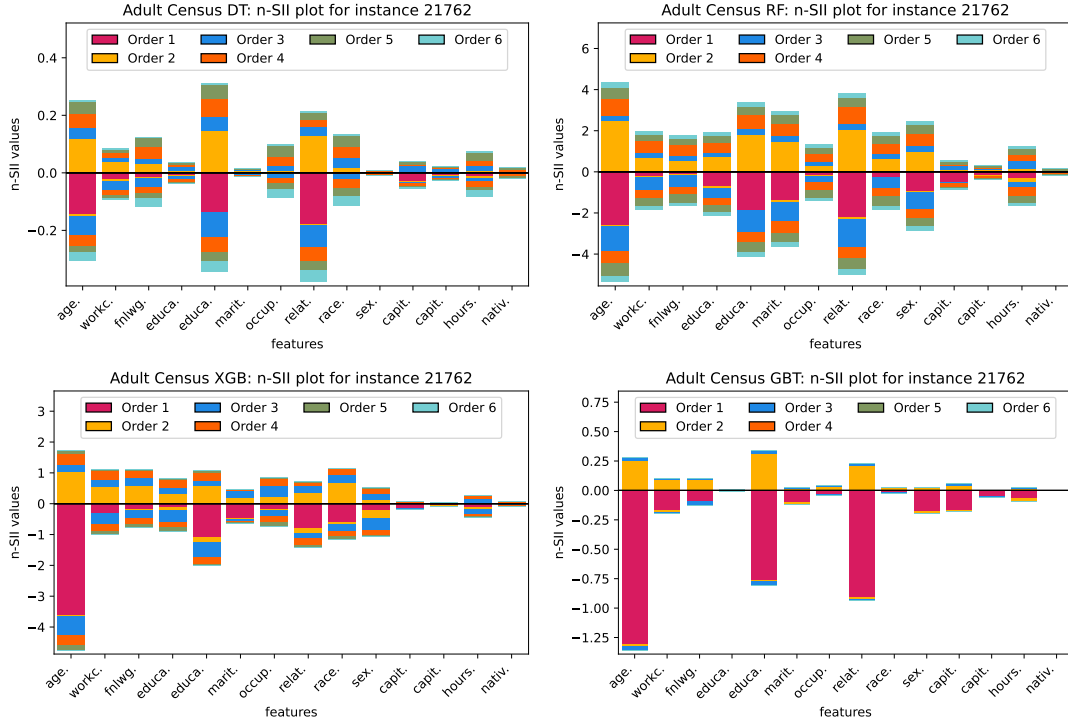 Adult Census DT: n-SII plot for instance 21762
Order 1 Order 3 Order 5 Order 6
Order 2 Order 4
0.4
0.2
0.0
−0.2
n-SII values
age. workc. fnlwg. educa. educa. marit. occup. relat. race. sex. capit. capit. hours. nativ.
features
Adult Census RF: n-SII plot for instance 21762
Order 1 Order 3 Order 5 Order 6
Order 2 Order 4
6
4
2
0
−2
−4
n-SII values
age. workc. fnlwg. educa. educa. marit. occup. relat. race. sex. capit. capit. hours. nativ.
features
Adult Census XGB: n-SII plot for instance 21762
Order 1 Order 3 Order 5 Order 6
Order 2 Order 4
3
2
1
0
−1
−2
−3
−4
n-SII values
age. workc. fnlwg. educa. educa. marit. occup. relat. race. sex. capit. capit. hours. nativ.
features
Adult Census GBT: n-SII plot for instance 21762
Order 1 Order 3 Order 5 Order 6
Order 2 Order 4
0.75
0.50
0.25
0.00
−0.25
−0.50
−0.75
−1.00
−1.25
n-SII values
age. workc. fnlwg. educa. educa. marit. occup. relat. race. sex. capit. capit. hours. nativ.
features